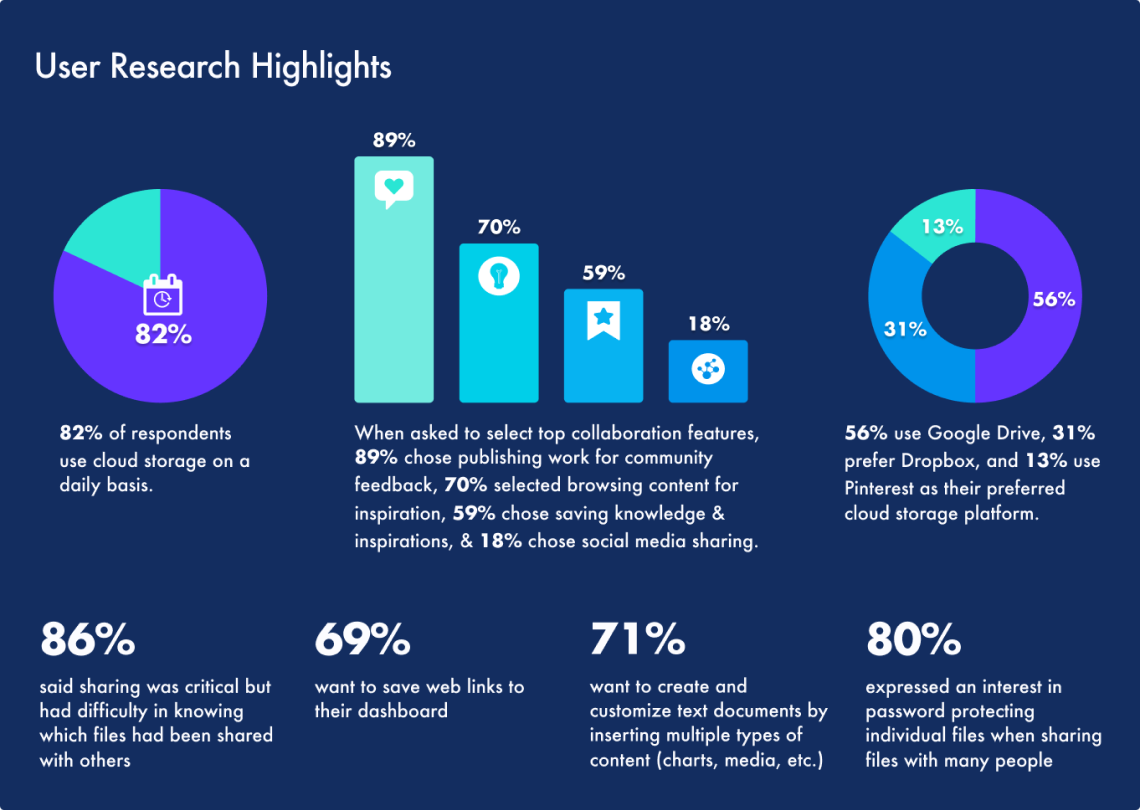 User Research Highlights
82%
82% of respondents
use cloud storage on a
daily basis.
89%
70%
59%
18%
When asked to select top collaboration features,
89% chose publishing work for community
feedback, 70% selected browsing content for
inspiration, 59% chose saving knowledge &
inspirations, & 18% chose social media sharing.
13%
56%
31%
56% use Google Drive, 31%
prefer Dropbox, and 13% use
Pinterest as their preferred
cloud storage platform.
86%
said sharing was critical but
had difficulty in knowing
which files had been shared
with others
69%
want to save web links to
their dashboard
71%
want to create and
customize text documents by
inserting multiple types of
content (charts, media, etc.)
80%
expressed an interest in
password protecting
individual files when sharing
files with many people